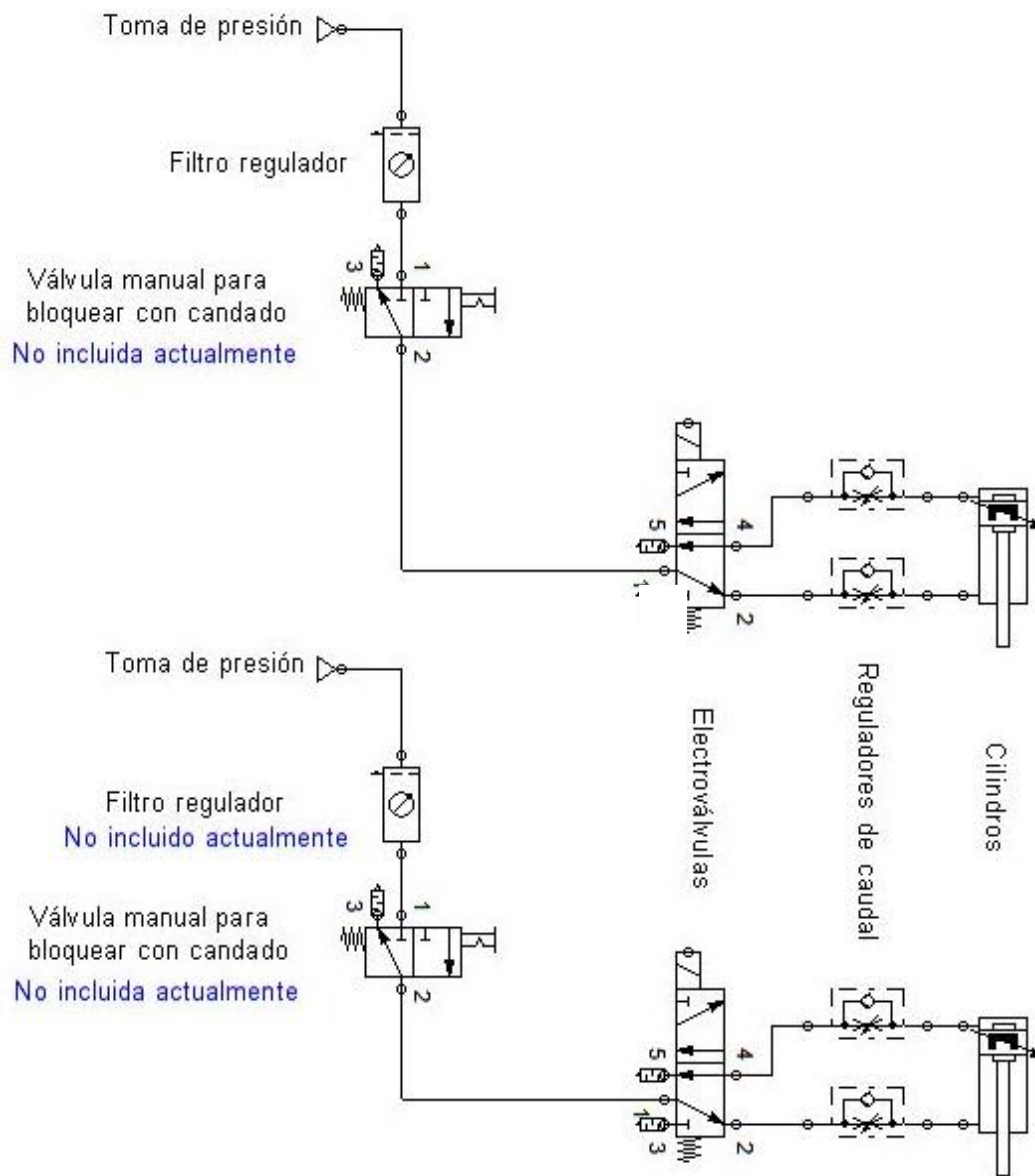 Toma de presión
Filtro regulador
3 1
Válvula manual para
bloquear con candado
No incluida actualmente
2
5 4
1
2
Toma de presión
Filtro regulador
No incluido actualmente
Electroválvulas
Reguladores de caudal
Cilindros
3 1
Válvula manual para
bloquear con candado
No incluida actualmente
2
5 4
1
3 2